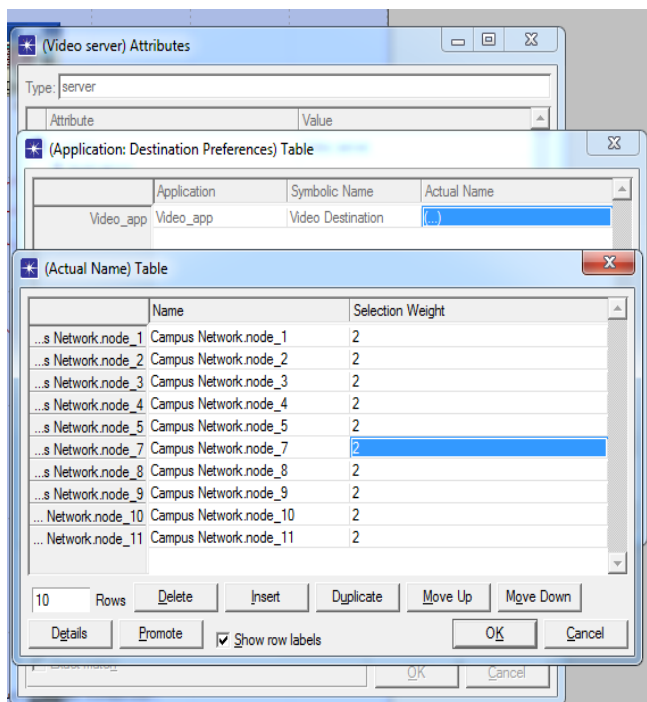 (Video server) Attributes
Type: server
Attribute Value
(Application: Destination Preferences) Table
Application Symbolic Name Actual Name
Video_app Video_app Video Destination (...)
(Actual Name) Table
Name Selection Weight
...s Network.node_1 Campus Network.node_1 2
...s Network.node_2 Campus Network.node_2 2
...s Network.node_3 Campus Network.node_3 2
...s Network.node_4 Campus Network.node_4 2
...s Network.node_5 Campus Network.node_5 2
...s Network.node_7 Campus Network.node_7 2
...s Network.node_8 Campus Network.node_8 2
...s Network.node_9 Campus Network.node_9 2
... Network.node_10 Campus Network.node_10 2
... Network.node_11 Campus Network.node_11 2
10 Rows Delete Insert Duplicate Move Up Move Down
Details Promote Show row labels OK Cancel
OK Cancel